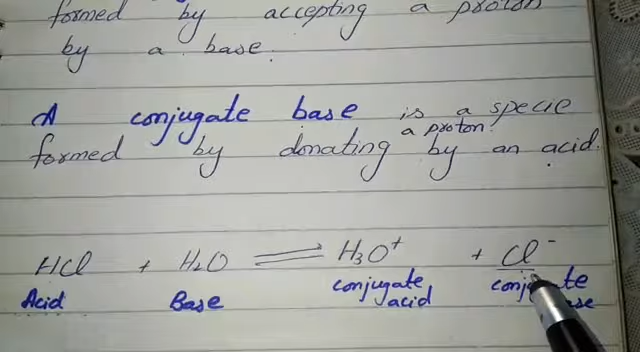 formed by accepting a proton
by a base.
A conjugate base is a specie
a proton.
formed by donating by an acid.
HCl + H₂O ⇌ H₃O⁺ + Cl⁻
Acid Base conjugate acid conjugate